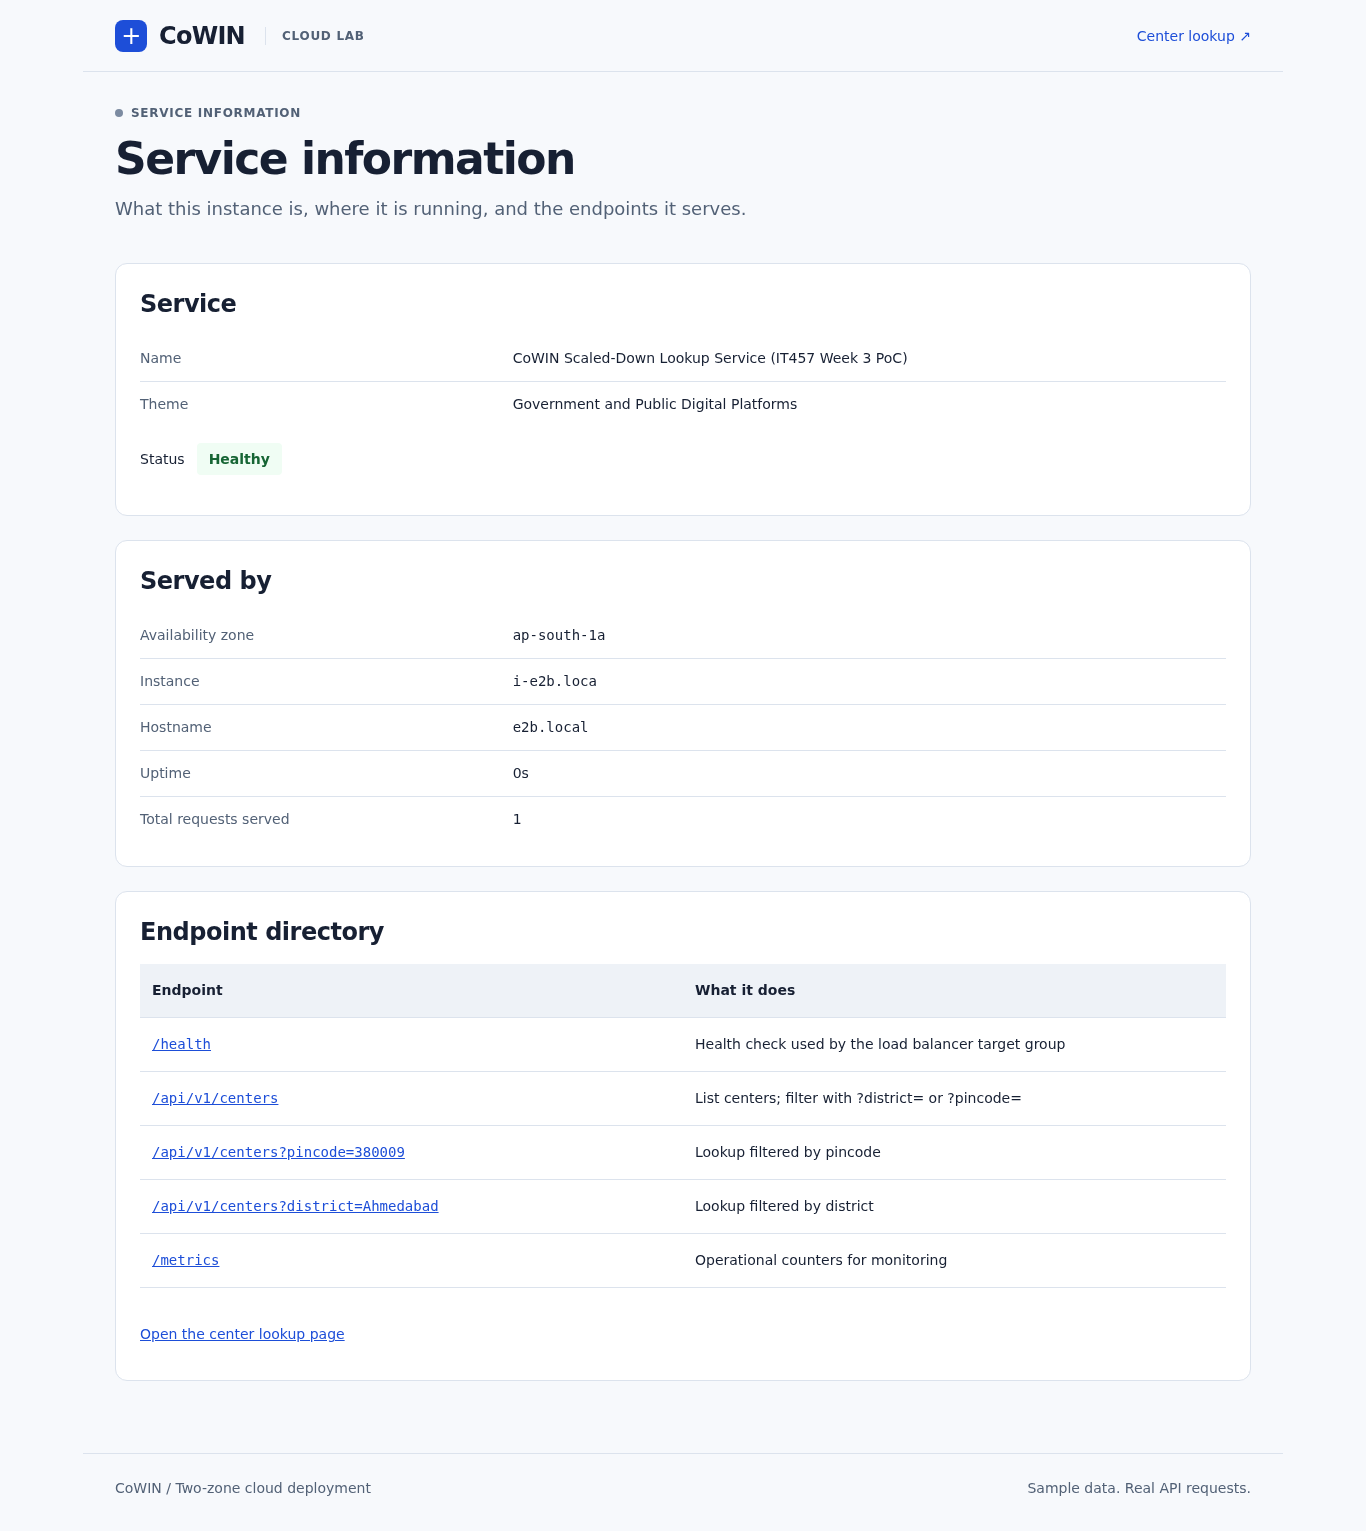 CoWIN
CLOUD LAB
Center lookup ↗
SERVICE INFORMATION
Service information
What this instance is, where it is running, and the endpoints it serves.
Service
Name CoWIN Scaled-Down Lookup Service (IT457 Week 3 PoC)
Theme Government and Public Digital Platforms
Status Healthy
Served by
Availability zone ap-south-1a
Instance i-e2b.loca
Hostname e2b.local
Uptime 0s
Total requests served 1
Endpoint directory
Endpoint What it does
/health Health check used by the load balancer target group
/api/v1/centers List centers; filter with ?district= or ?pincode=
/api/v1/centers?pincode=380009 Lookup filtered by pincode
/api/v1/centers?district=Ahmedabad Lookup filtered by district
/metrics Operational counters for monitoring
Open the center lookup page
CoWIN / Two-zone cloud deployment
Sample data. Real API requests.